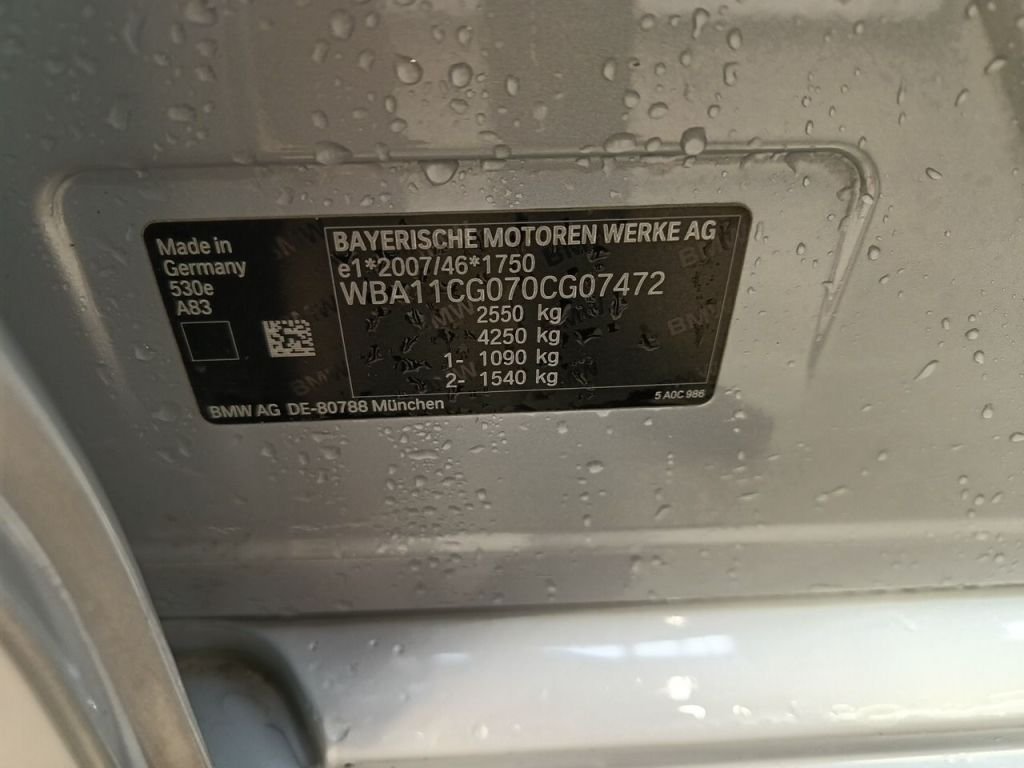 Made in
Germany
530e
A83
BAYERISCHE MOTOREN WERKE AG
e1*2007/46*1750
WBA11CG070CG07472
2550 kg
4250 kg
1- 1090 kg
2- 1540 kg
BMW AG DE-80788 München
5 A0C 986